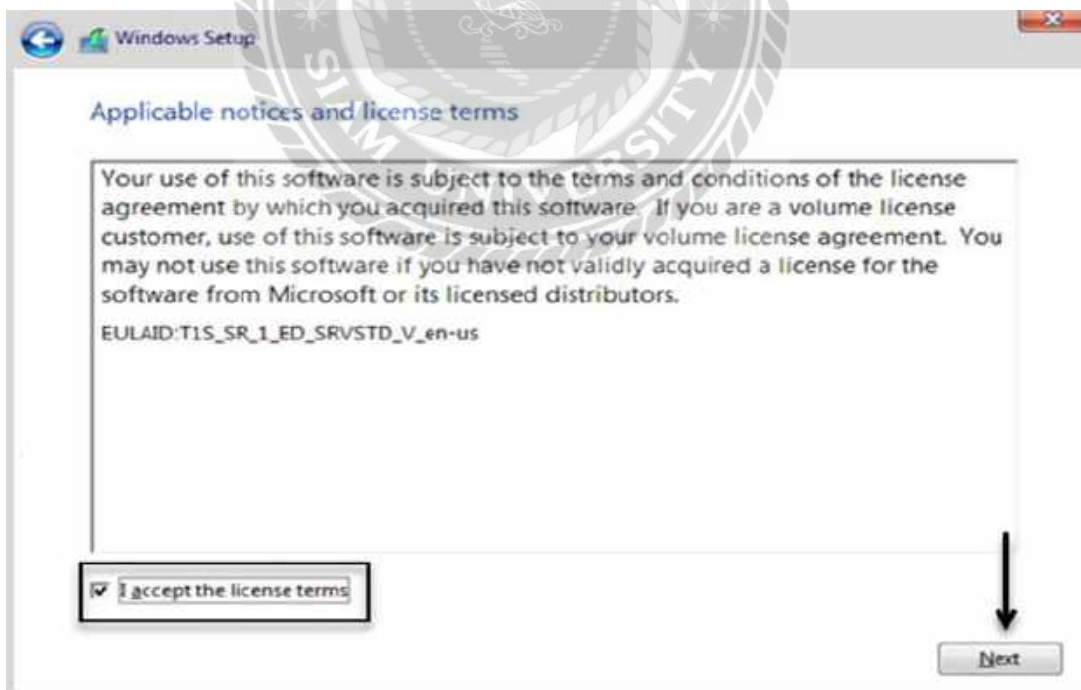 SIAM UNIVERSITY
Windows Setup
Applicable notices and license terms
Your use of this software is subject to the terms and conditions of the license
agreement by which you acquired this software. If you are a volume license
customer, use of this software is subject to your volume license agreement. You
may not use this software if you have not validly acquired a license for the
software from Microsoft or its licensed distributors.
EULAID:T1S_SR_1_ED_SRVSTD_V_en-us
I accept the license terms
Next